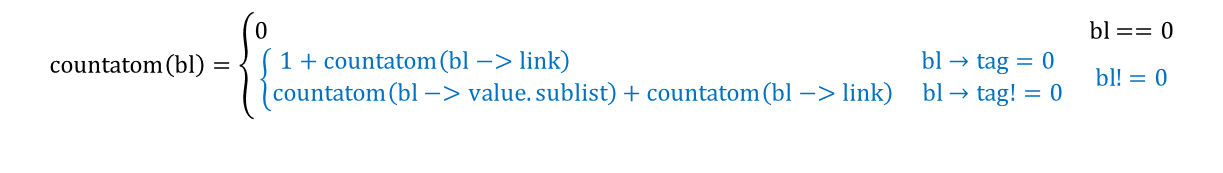 0 bl == 0
1 + countatom(bl −> link) bl → tag = 0
countatom(bl) = bl! = 0
countatom(bl −> value. sublist) + countatom(bl −> link) bl → tag! = 0